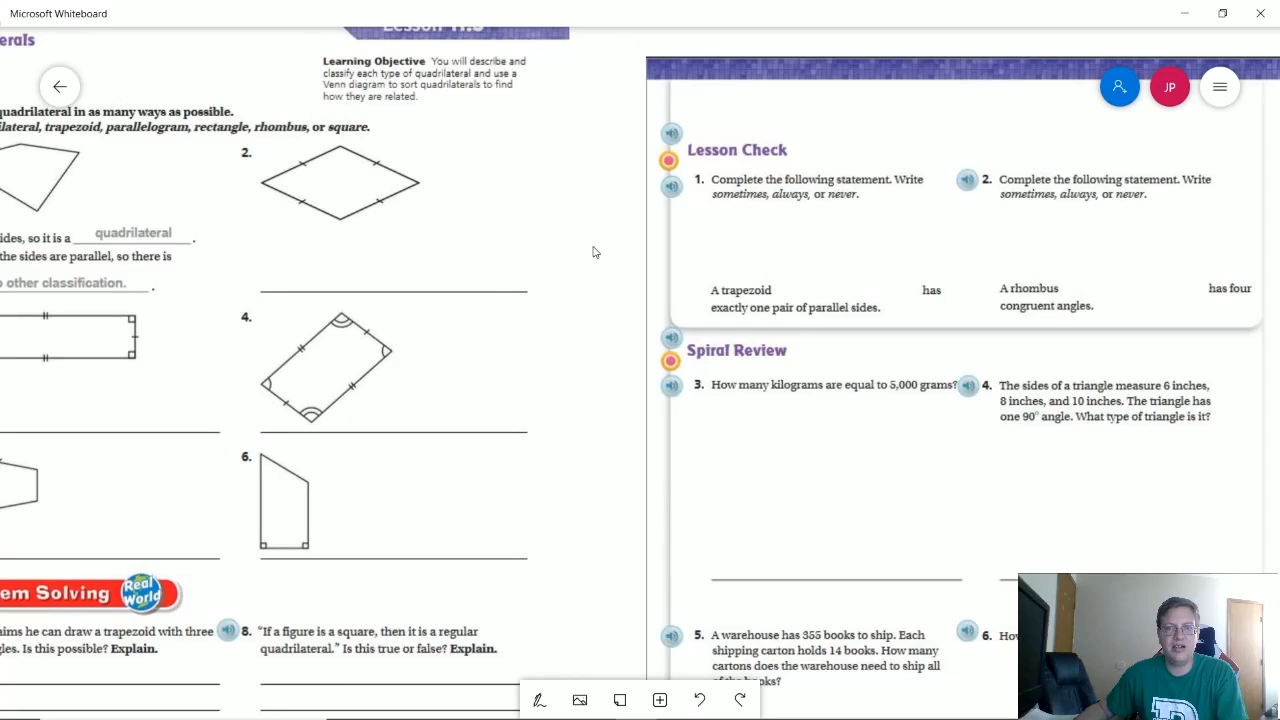 Microsoft Whiteboard
erals
Lesson 11.3
Learning Objective You will describe and
classify each type of quadrilateral and use a
Venn diagram to sort quadrilaterals to find
how they are related.
quadrilateral in as many ways as possible.
ilateral, trapezoid, parallelogram, rectangle, rhombus, or square.
2.
ides, so it is a quadrilateral .
the sides are parallel, so there is
o other classification. .
4.
6.
em Solving
Real World
aims he can draw a trapezoid with three
gles. Is this possible? Explain.
8. "If a figure is a square, then it is a regular
quadrilateral." Is this true or false? Explain.
JP
Lesson Check
1. Complete the following statement. Write
sometimes, always, or never.
A trapezoid has
exactly one pair of parallel sides.
2. Complete the following statement. Write
sometimes, always, or never.
A rhombus has four
congruent angles.
Spiral Review
3. How many kilograms are equal to 5,000 grams?
4. The sides of a triangle measure 6 inches,
8 inches, and 10 inches. The triangle has
one 90° angle. What type of triangle is it?
5. A warehouse has 355 books to ship. Each
shipping carton holds 14 books. How many
cartons does the warehouse need to ship all
of the books?
6. How